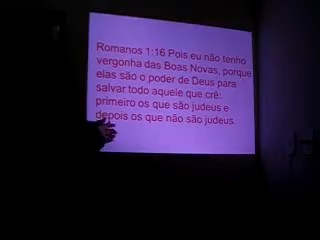 Romanos 1:16 Pois eu não tenho
vergonha das Boas Novas, porque
elas são o poder de Deus para
salvar todo aquele que crê:
primeiro os que são judeus e
depois os que não são judeus.